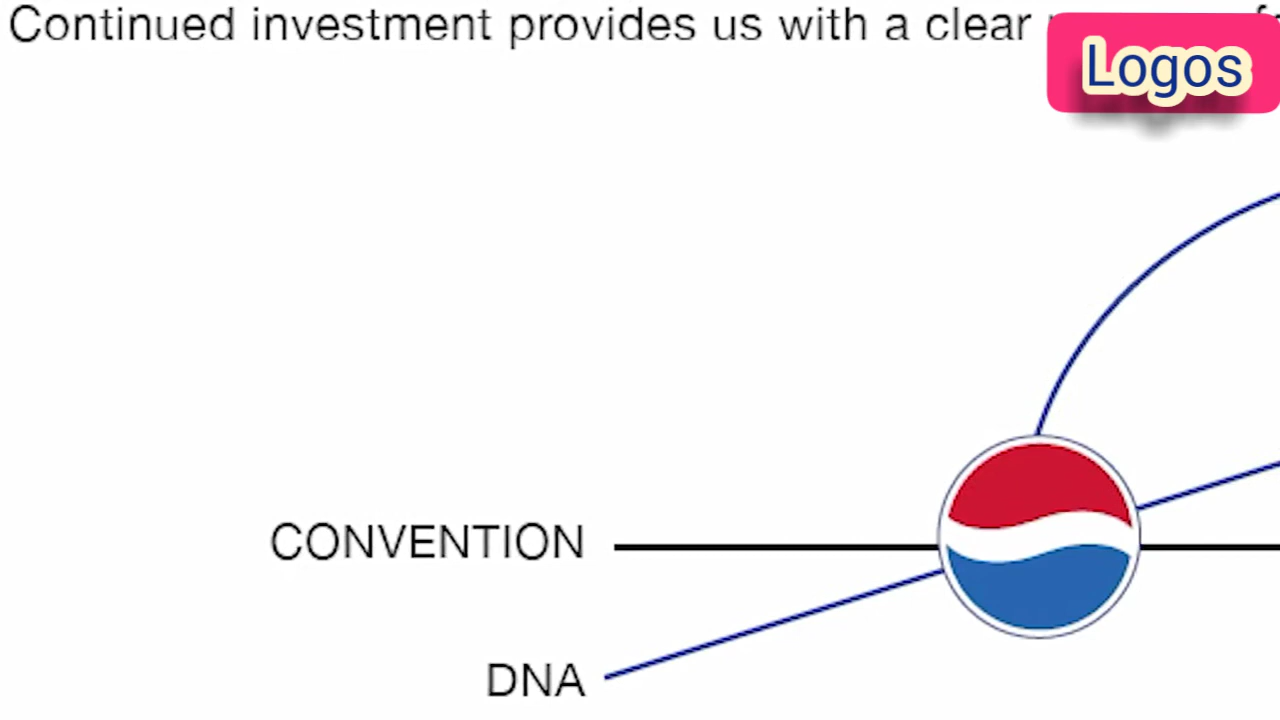 Continued investment provides us with a clear
Logos
CONVENTION
DNA